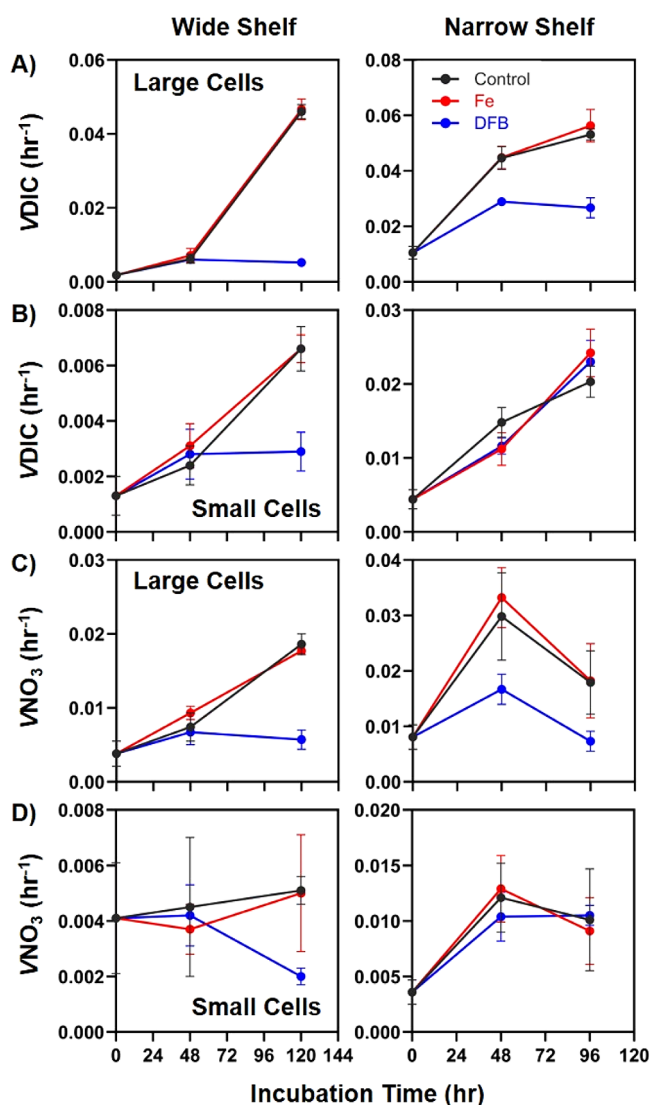 Wide Shelf Narrow Shelf
A)
0.06
0.04
0.02
0.00
VDIC (hr-1)
Large Cells
0.08
0.06
0.04
0.02
0.00
Control
Fe
DFB
B)
0.008
0.006
0.004
0.002
0.000
VDIC (hr-1)
Small Cells
0.03
0.02
0.01
0.00
C)
0.03
0.02
0.01
0.00
VNO3 (hr-1)
Large Cells
0.04
0.03
0.02
0.01
0.00
D)
0.008
0.006
0.004
0.002
0.000
VNO3 (hr-1)
Small Cells
0 24 48 72 96 120 144
0.020
0.015
0.010
0.005
0.000
0 24 48 72 96 120
Incubation Time (hr)